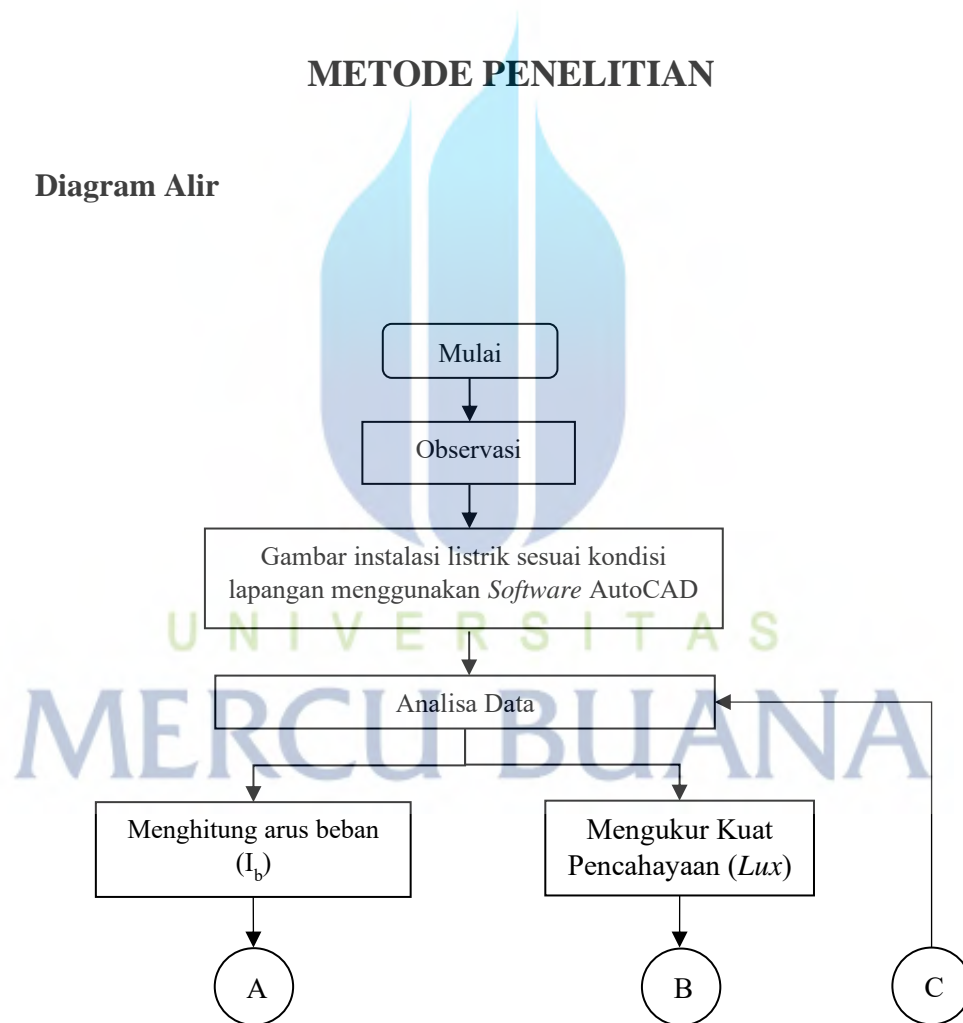 METODE PENELITIAN
Diagram Alir
Mulai
Observasi
Gambar instalasi listrik sesuai kondisi
lapangan menggunakan Software AutoCAD
UNIVERSITAS
Analisa Data
MERCU BUANA
Menghitung arus beban
(I_b)
Mengukur Kuat
Pencahayaan (Lux)
A
B
C